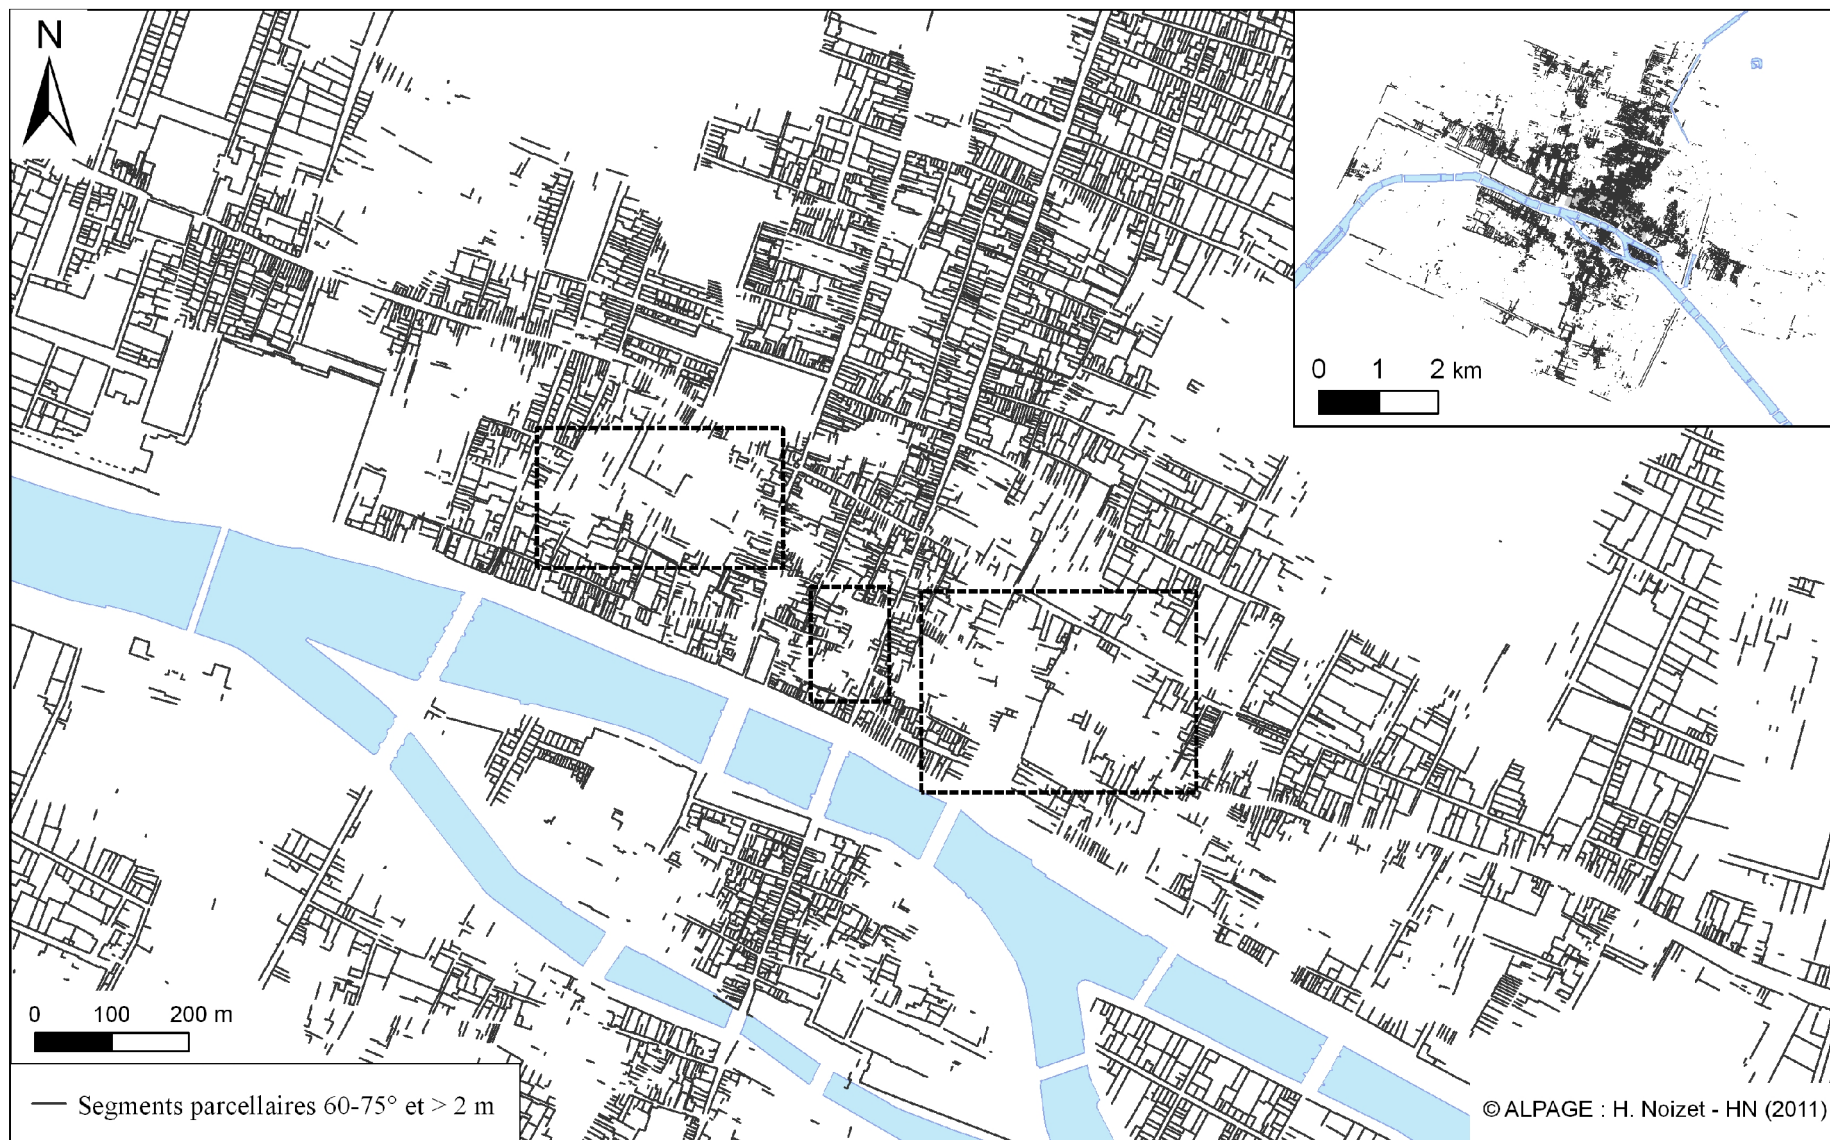 N
0 1 2 km
0 100 200 m
Segments parcellaires 60-75° et > 2 m
© ALPAGE : H. Noizet - HN (2011)